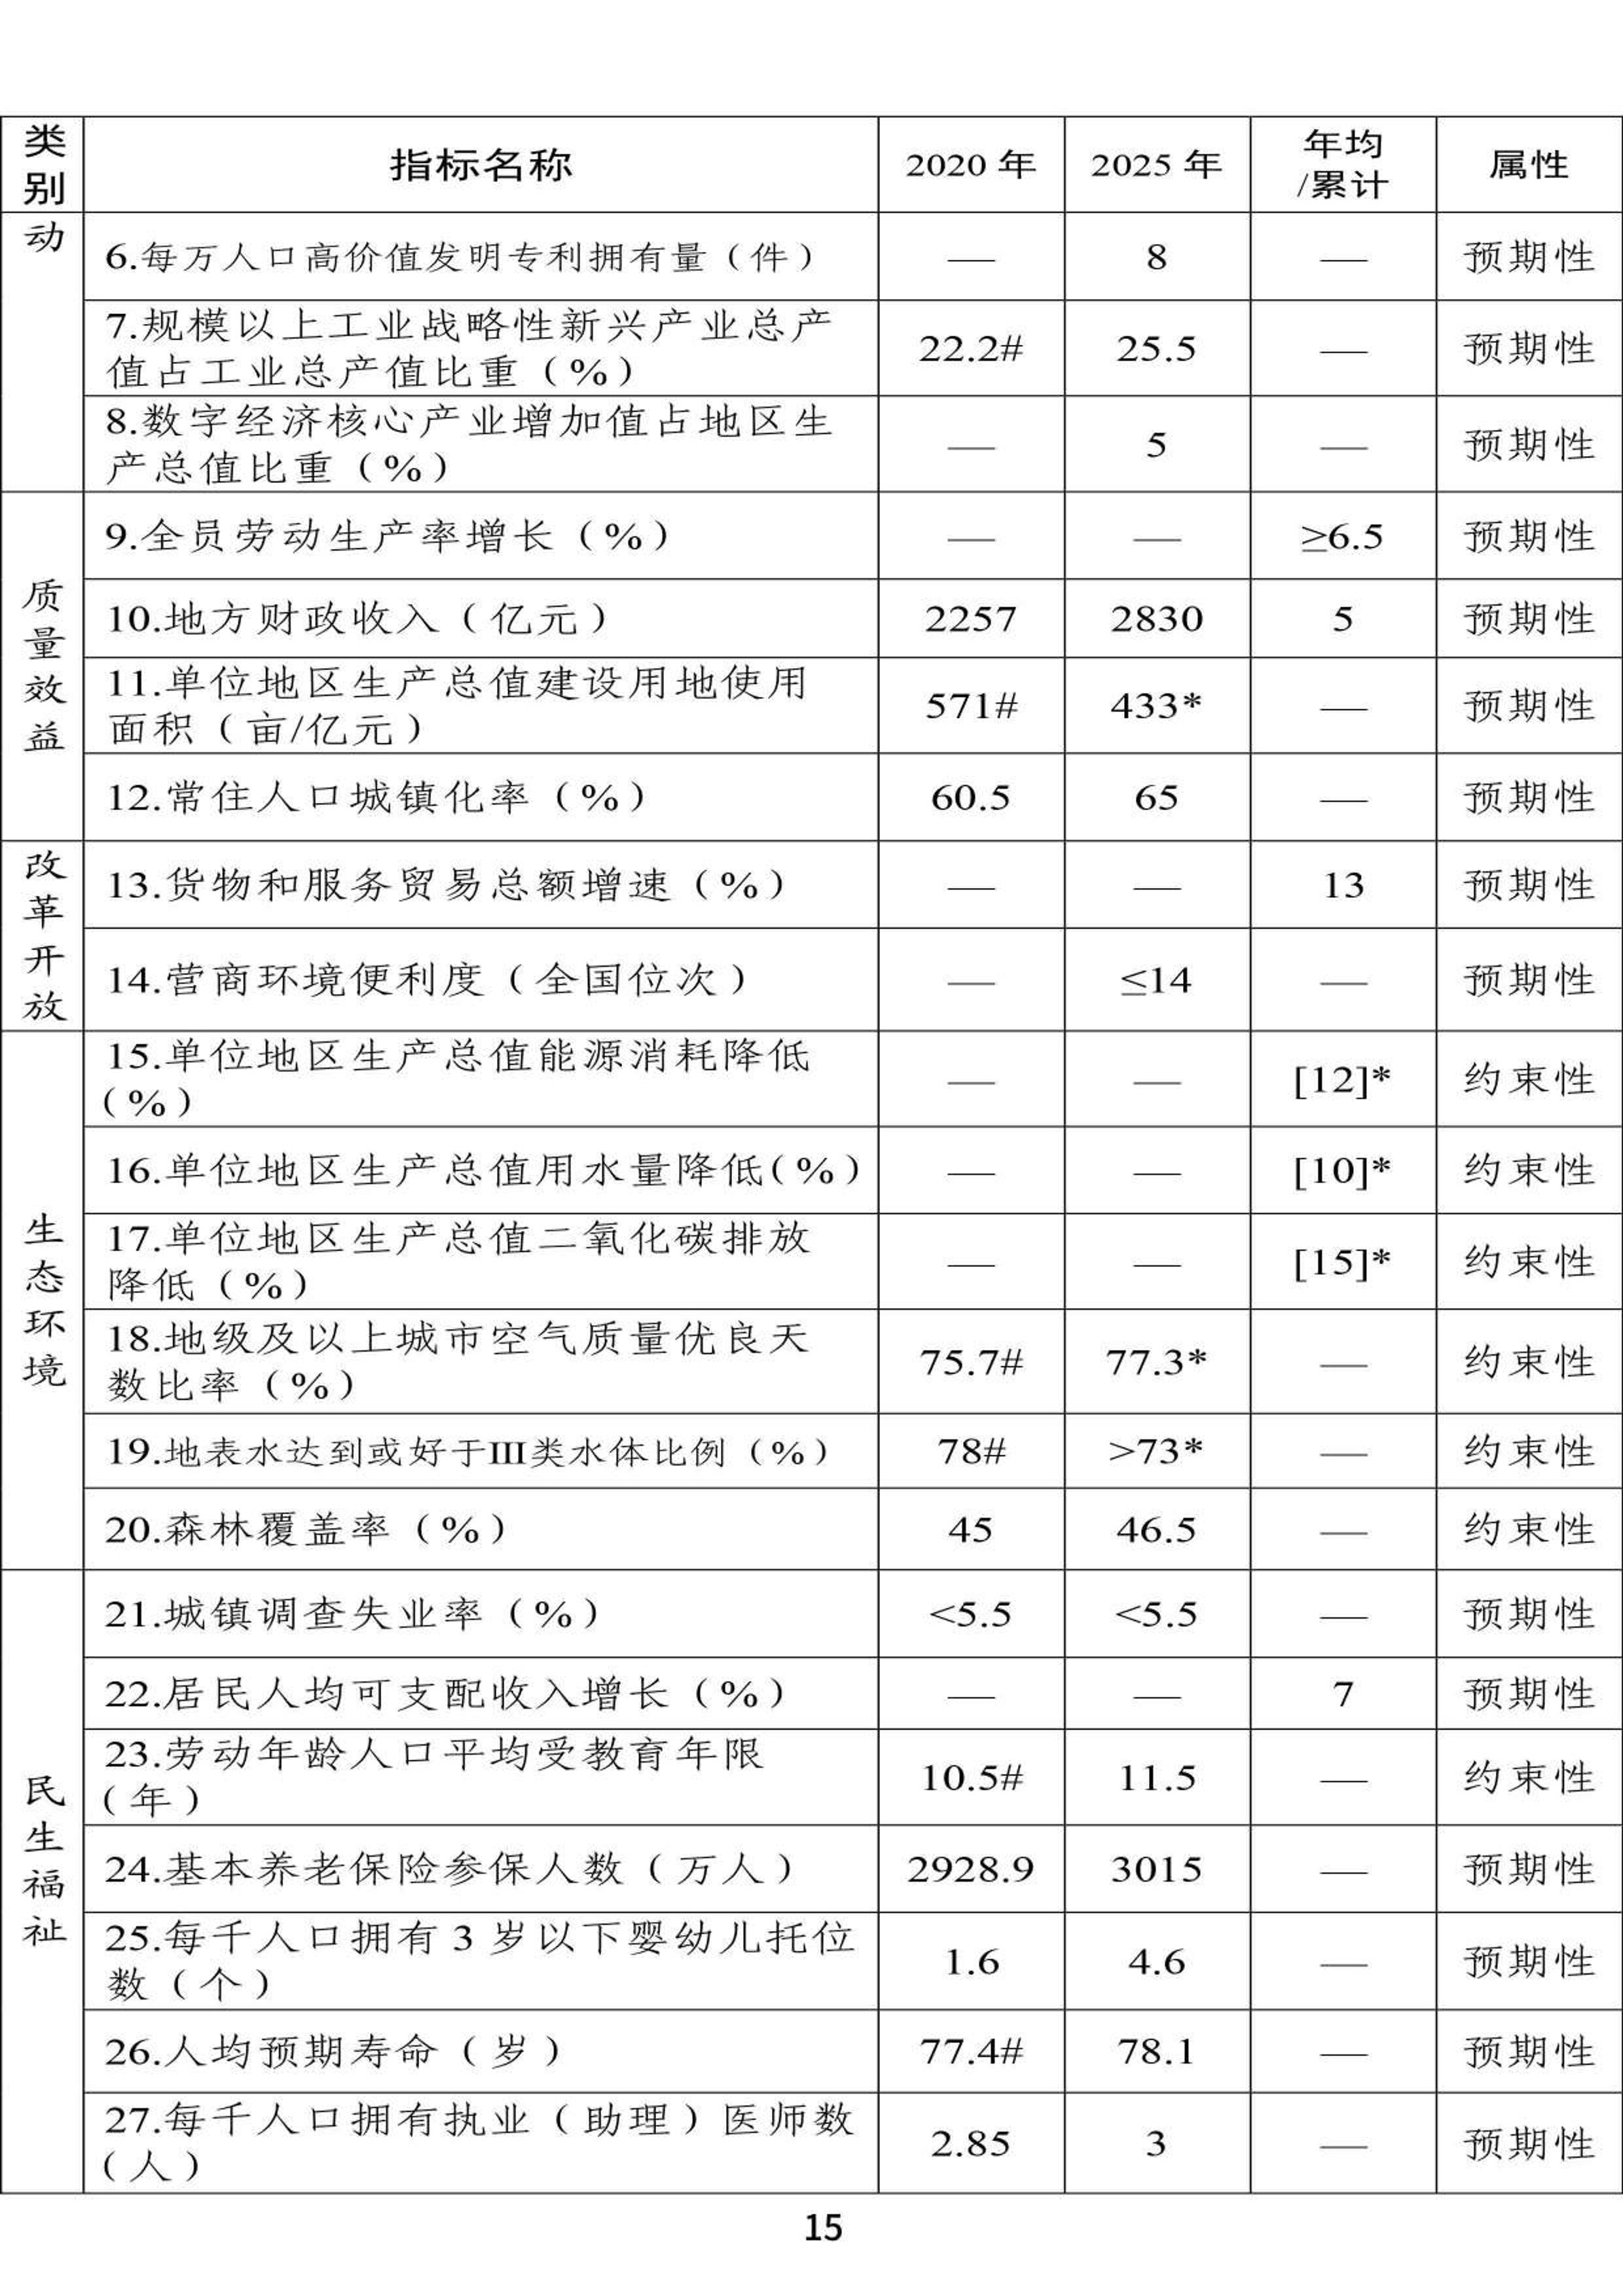 类别 指标名称 2020 年 2025 年 年均/累计 属性
动 6.每万人口高价值发明专利拥有量（件） — 8 — 预期性
7.规模以上工业战略性新兴产业总产
值占工业总产值比重（%） 22.2# 25.5 — 预期性
8.数字经济核心产业增加值占地区生
产总值比重（%） — 5 — 预期性
质量效益 9.全员劳动生产率增长（%） — — ≥6.5 预期性
10.地方财政收入（亿元） 2257 2830 5 预期性
11.单位地区生产总值建设用地使用
面积（亩/亿元） 571# 433* — 预期性
12.常住人口城镇化率（%） 60.5 65 — 预期性
改革开放 13.货物和服务贸易总额增速（%） — — 13 预期性
14.营商环境便利度（全国位次） — ≤14 — 预期性
生态环境 15.单位地区生产总值能源消耗降低
（%） — — [12]* 约束性
16.单位地区生产总值用水量降低(%） — — [10]* 约束性
17.单位地区生产总值二氧化碳排放
降低（%） — — [15]* 约束性
18.地级及以上城市空气质量优良天
数比率（%） 75.7# 77.3* — 约束性
19.地表水达到或好于III类水体比例（%） 78# >73* — 约束性
20.森林覆盖率（%） 45 46.5 — 约束性
民生福祉 21.城镇调查失业率（%） <5.5 <5.5 — 预期性
22.居民人均可支配收入增长（%） — — 7 预期性
23.劳动年龄人口平均受教育年限
（年） 10.5# 11.5 — 约束性
24.基本养老保险参保人数（万人） 2928.9 3015 — 预期性
25.每千人口拥有 3 岁以下婴幼儿托位
数（个） 1.6 4.6 — 预期性
26.人均预期寿命（岁） 77.4# 78.1 — 预期性
27.每千人口拥有执业（助理）医师数
（人） 2.85 3 — 预期性
15